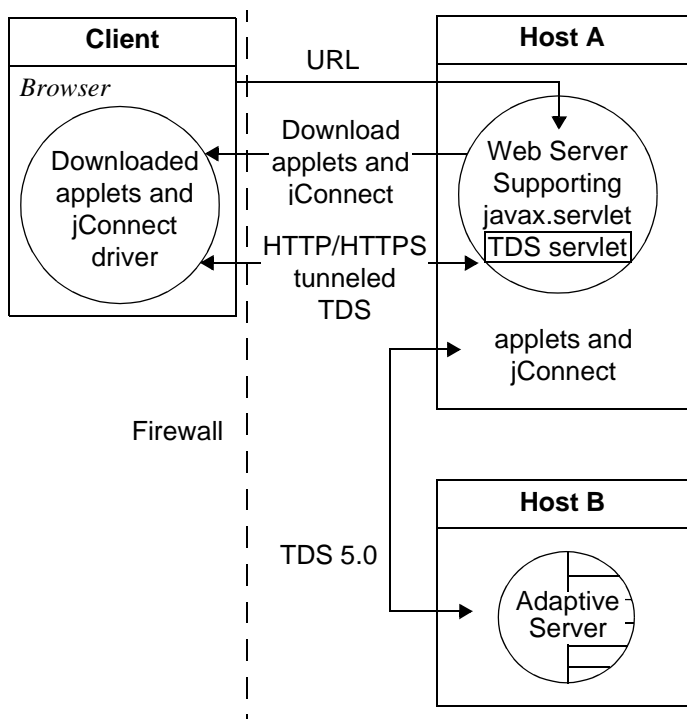 Client
Browser
Downloaded
applets and
jConnect
driver
URL
Download
applets and
jConnect
HTTP/HTTPS
tunneled
TDS
Host A
Web Server
Supporting
javax.servlet
TDS servlet
applets and
jConnect
Firewall
TDS 5.0
Host B
Adaptive
Server